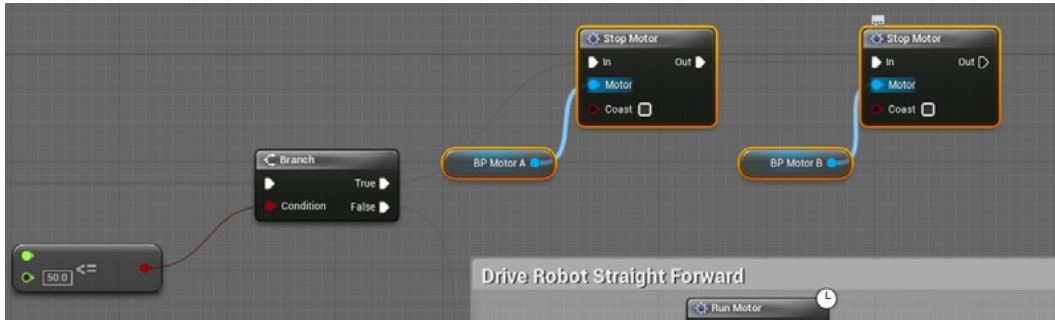 Stop Motor
In Out
Motor
Coast
BP Motor A
Stop Motor
In Out
Motor
Coast
BP Motor B
Branch
True
Condition False
50.0 <=
Drive Robot Straight Forward
Run Motor